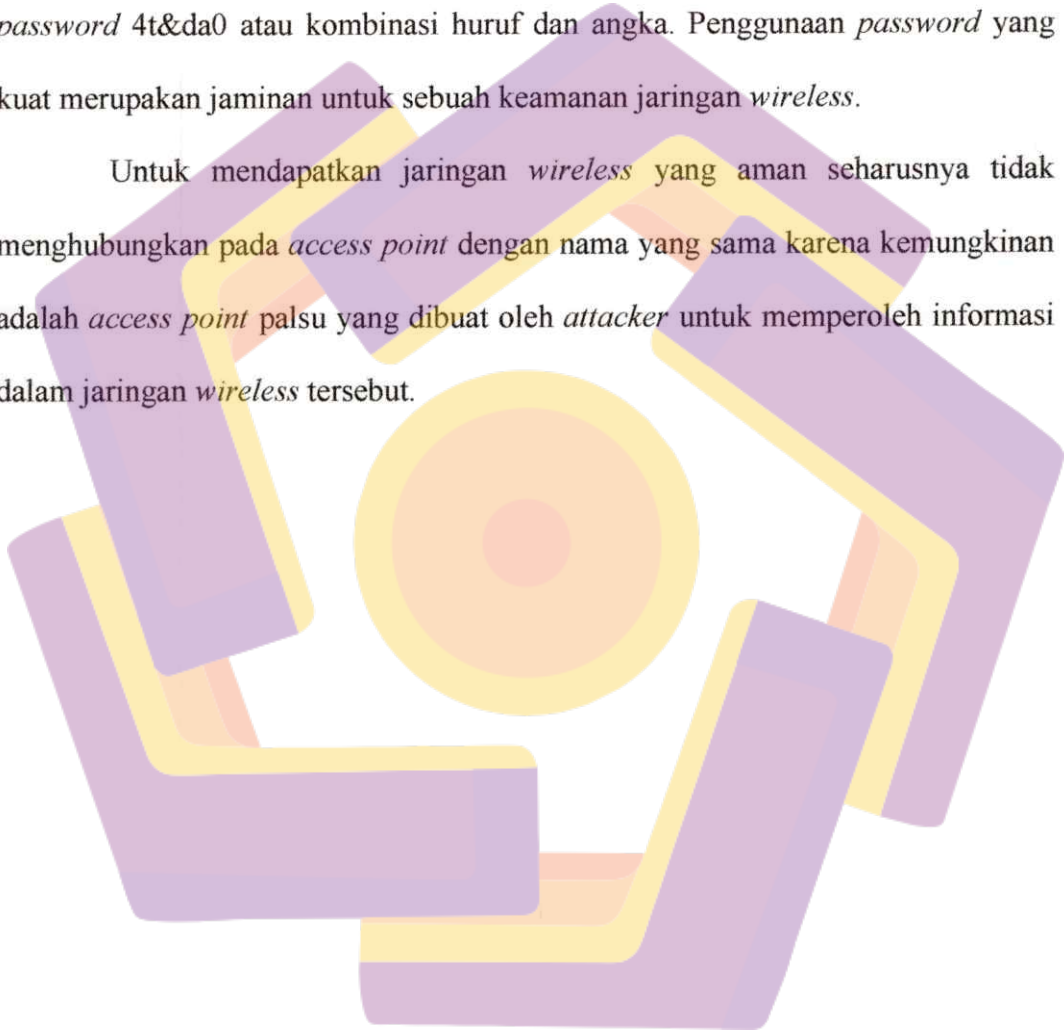 password 4t&da0 atau kombinasi huruf dan angka. Penggunaan password yang
kuat merupakan jaminan untuk sebuah keamanan jaringan wireless.
Untuk mendapatkan jaringan wireless yang aman seharusnya tidak
menghubungkan pada access point dengan nama yang sama karena kemungkinan
adalah access point palsu yang dibuat oleh attacker untuk memperoleh informasi
dalam jaringan wireless tersebut.